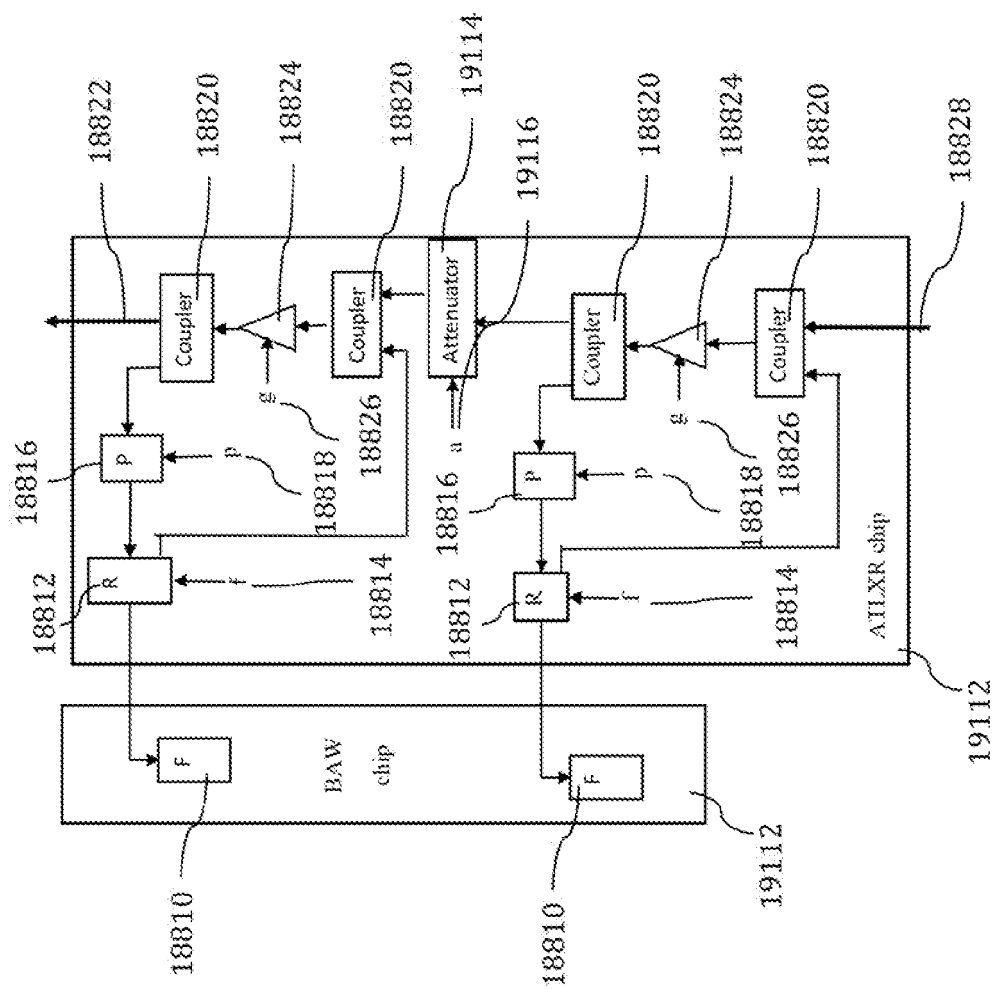 18816
18812
18822
R
P
18810
F
Coupler
18820
f
p
g
18824
18818
BAW
chip
Coupler
18826
18814
18820
18816
a
Attenuator
18812
19114
19116
R
P
18810
F
Coupler
f
p
18820
g
18824
18818
19112
18814
18826
Coupler
18820
ATLXR chip
18828
19112